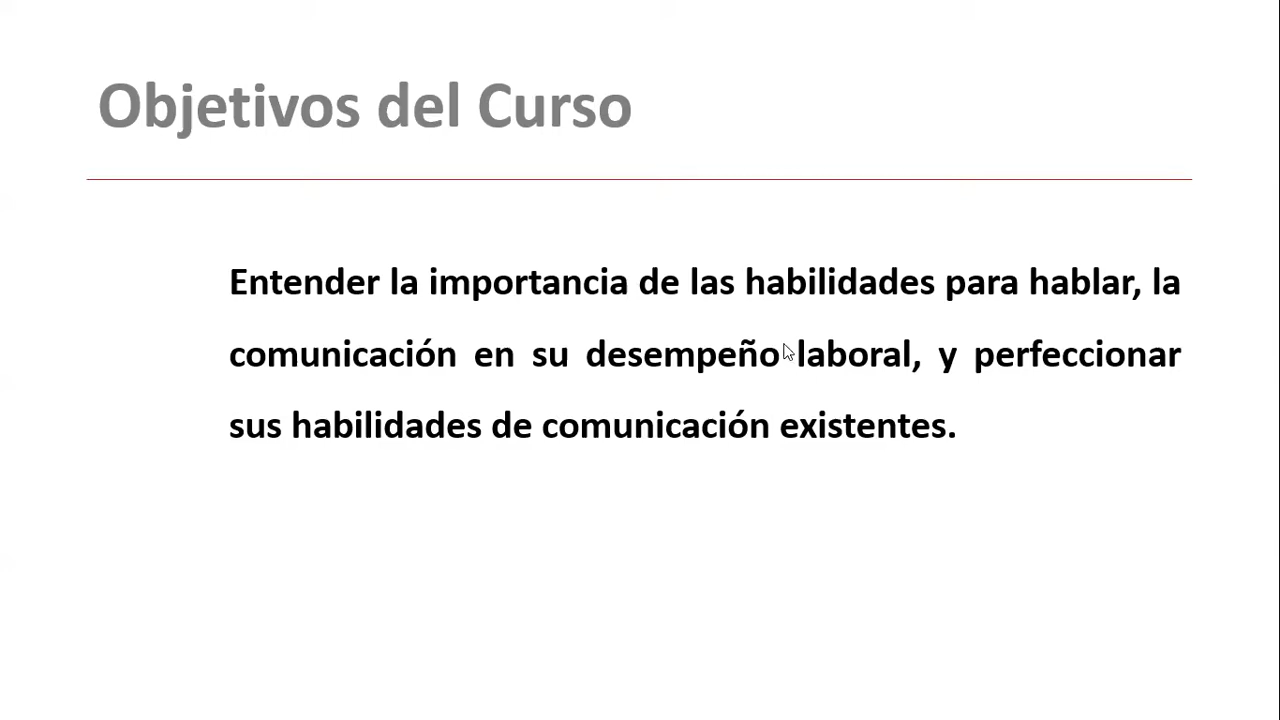 Objetivos del Curso
Entender la importancia de las habilidades para hablar, la
comunicación en su desempeño laboral, y perfeccionar
sus habilidades de comunicación existentes.